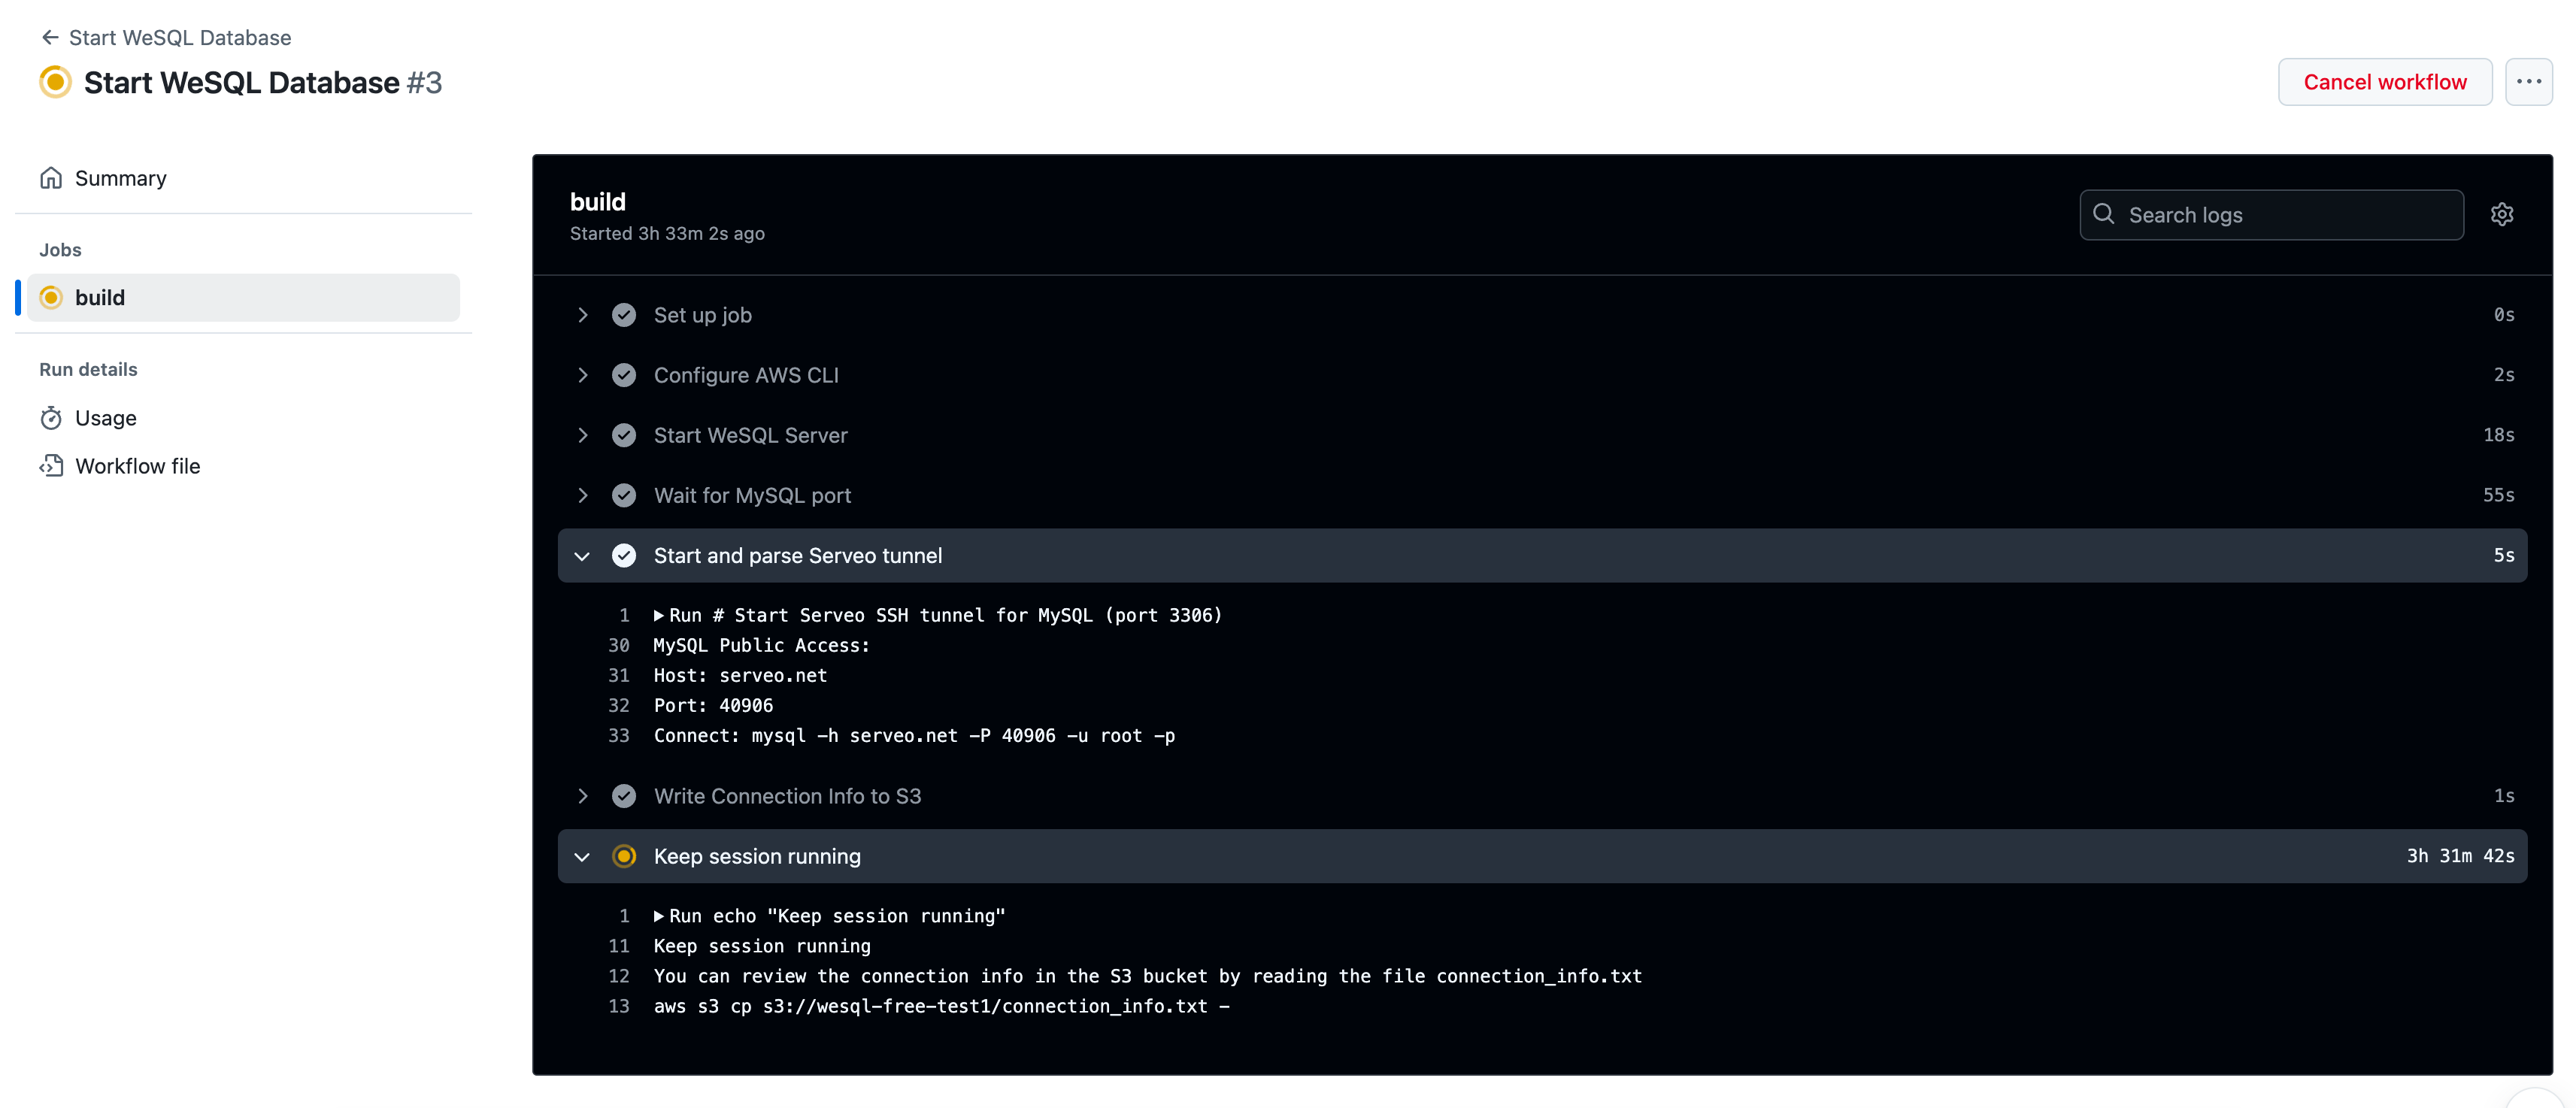 Start WeSQL Database
Start WeSQL Database #3
Cancel workflow
Summary
Jobs
build
Run details
Usage
Workflow file
build
Started 3h 33m 2s ago
Search logs
Set up job 0s
Configure AWS CLI 2s
Start WeSQL Server 18s
Wait for MySQL port 55s
Start and parse Serveo tunnel 5s
1 Run # Start Serveo SSH tunnel for MySQL (port 3306)
30 MySQL Public Access:
31 Host: serveo.net
32 Port: 40906
33 Connect: mysql -h serveo.net -P 40906 -u root -p
Write Connection Info to S3 1s
Keep session running 3h 31m 42s
1 Run echo "Keep session running"
11 Keep session running
12 You can review the connection info in the S3 bucket by reading the file connection_info.txt
13 aws s3 cp s3://wesql-free-test1/connection_info.txt -